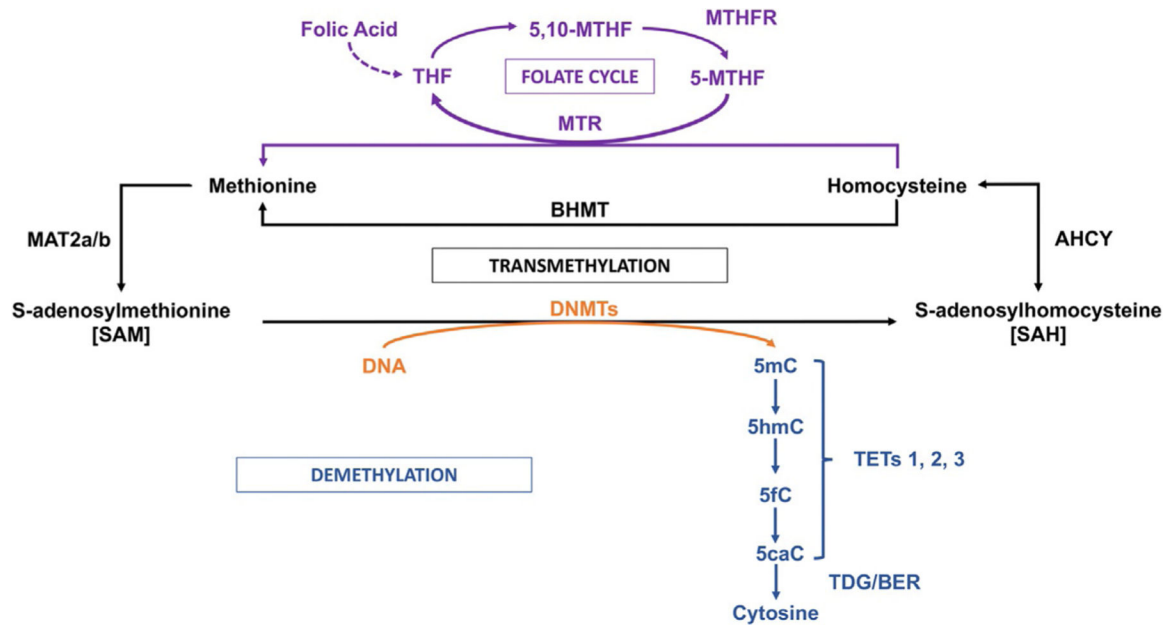 MTHFR
Folic Acid
5,10-MTHF
THF
FOLATE CYCLE
5-MTHF
MTR
Methionine
Homocysteine
BHMT
MAT2a/b
AHCY
TRANSMETHYLATION
S-adenosylmethionine
[SAM]
DNMTs
S-adenosylhomocysteine
[SAH]
DNA
5mC
5hmC
TETs 1, 2, 3
DEMETHYLATION
5fC
5caC
TDG/BER
Cytosine